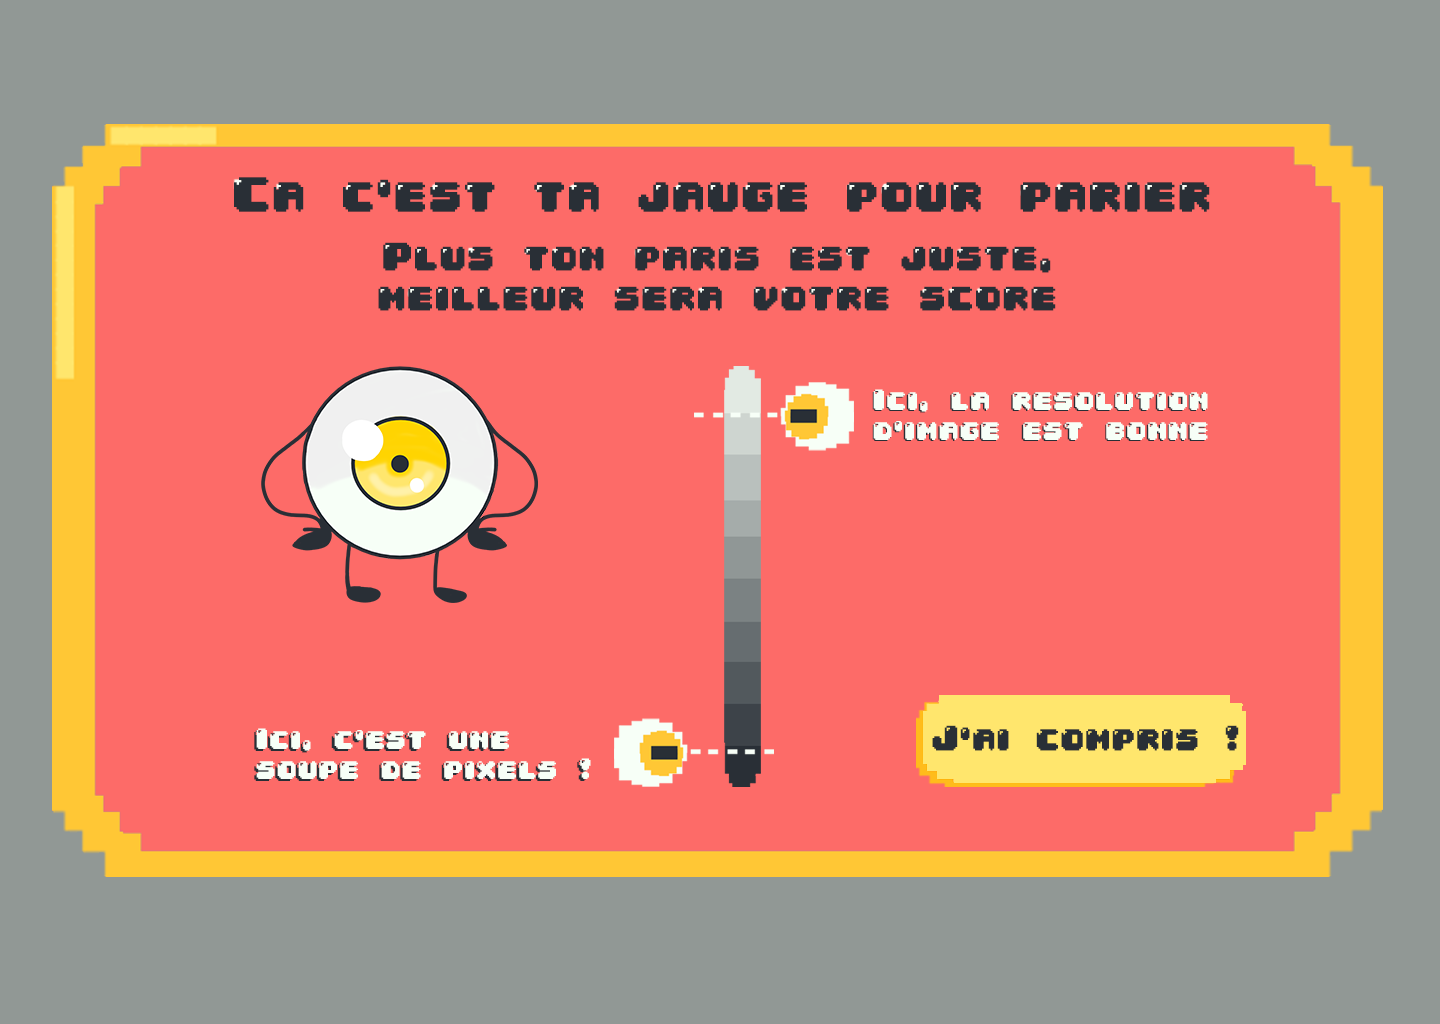 Ca c'est ta jauge pour parier
Plus ton paris est juste,
meilleur sera votre score
Ici, la resolution
d'image est bonne
Ici, c'est une
soupe de pixels !
J'ai compris !